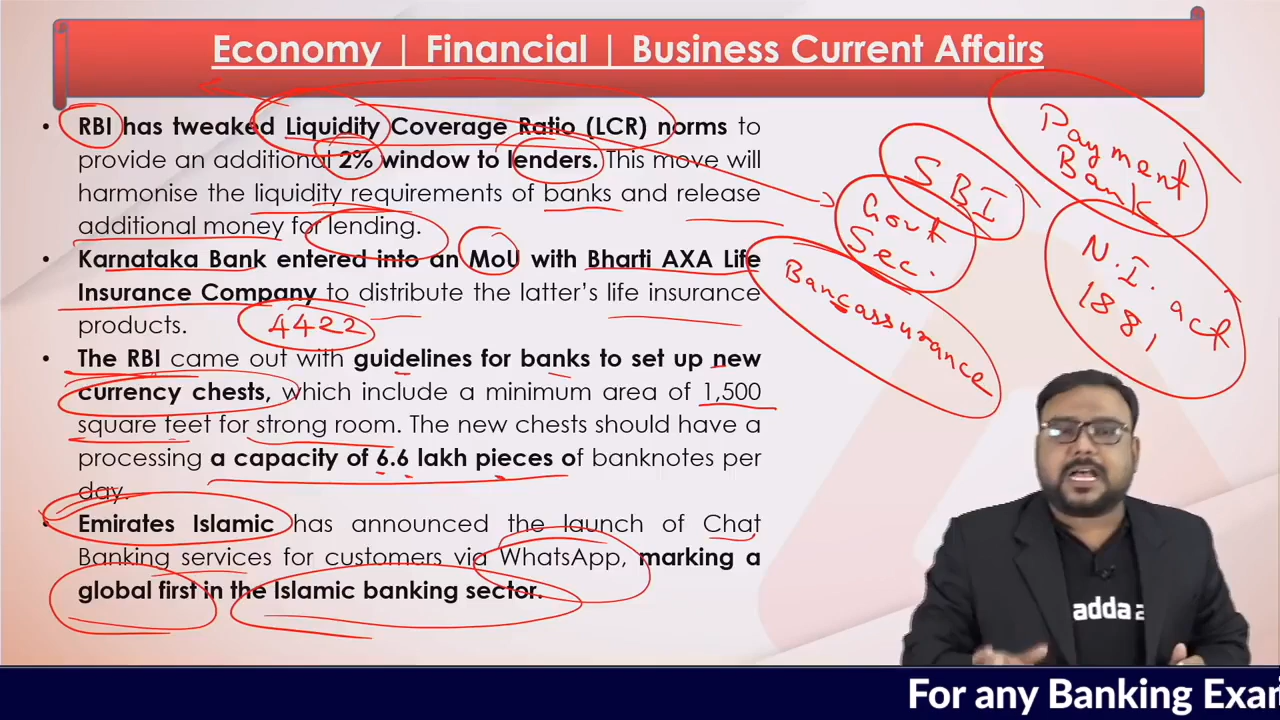 Economy | Financial | Business Current Affairs
• RBI has tweaked Liquidity Coverage Ratio (LCR) norms to
provide an additional 2% window to lenders. This move will
harmonise the liquidity requirements of banks and release
additional money for lending.
• Karnataka Bank entered into an MoU with Bharti AXA Life
Insurance Company to distribute the latter's life insurance
products.
4422
• The RBI came out with guidelines for banks to set up new
currency chests, which include a minimum area of 1,500
square feet for strong room. The new chests should have a
processing a capacity of 6.6 lakh pieces of banknotes per
day.
• Emirates Islamic has announced the launch of Chat
Banking services for customers via WhatsApp, marking a
global first in the Islamic banking sector.
SBI
Govt
Sec.
Bancassurance
Payment
Bank
N.I. act
1881
adda
For any Banking Exa